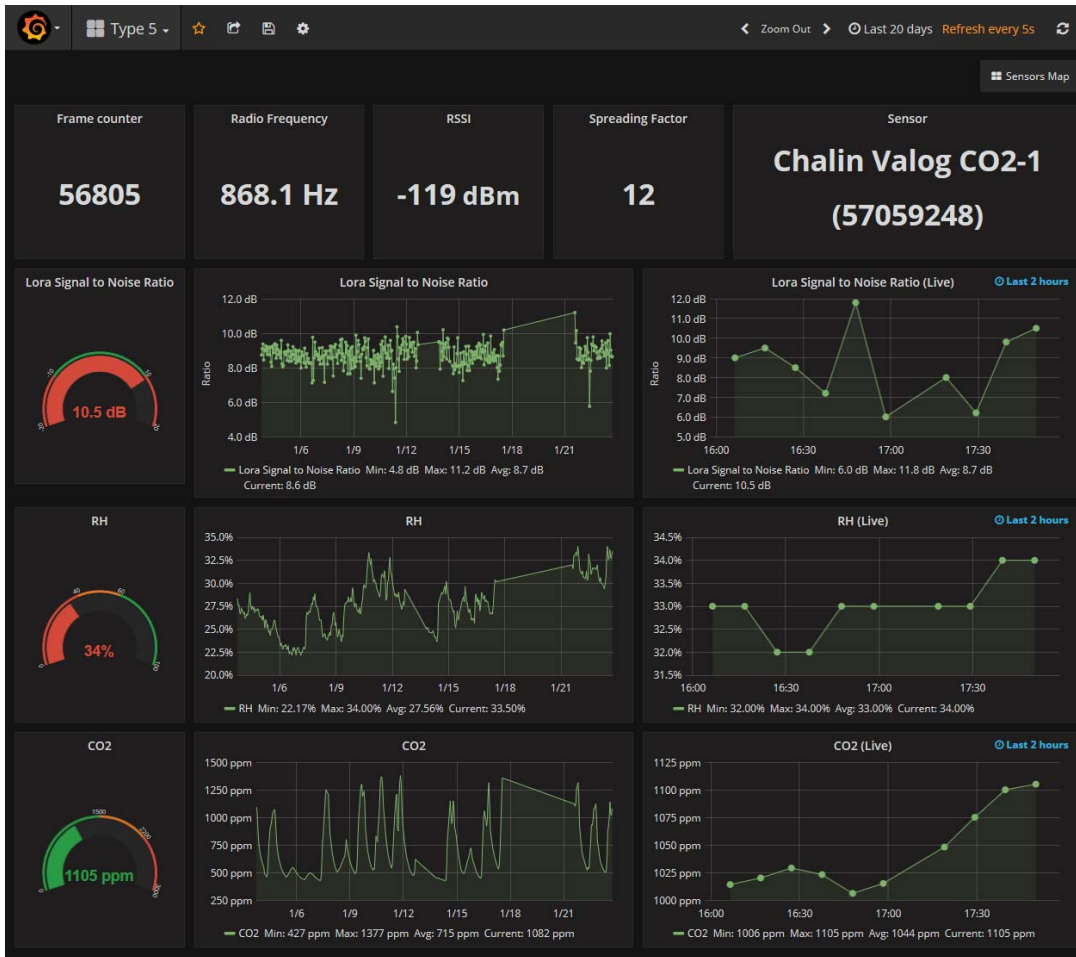 Type 5
Zoom Out
Last 20 days Refresh every 5s
Sensors Map
Frame counter
56805
Radio Frequency
868.1 Hz
RSSI
-119 dBm
Spreading Factor
12
Sensor
Chalin Valog CO2-1
(57059248)
Lora Signal to Noise Ratio
-10
10
10.5 dB
Lora Signal to Noise Ratio
12.0 dB
10.0 dB
8.0 dB
6.0 dB
4.0 dB
Ratio
1/6 1/9 1/12 1/15 1/18 1/21
Lora Signal to Noise Ratio Min: 4.8 dB Max: 11.2 dB Avg: 8.7 dB
Current: 8.6 dB
Lora Signal to Noise Ratio (Live)
Last 2 hours
12.0 dB
11.0 dB
10.0 dB
9.0 dB
8.0 dB
7.0 dB
6.0 dB
5.0 dB
Ratio
16:00 16:30 17:00 17:30
Lora Signal to Noise Ratio Min: 6.0 dB Max: 11.8 dB Avg: 8.7 dB
Current: 10.5 dB
RH
0
40
100
34%
RH
35.0%
32.5%
30.0%
27.5%
25.0%
22.5%
20.0%
1/6 1/9 1/12 1/15 1/18 1/21
RH Min: 22.17% Max: 34.00% Avg: 27.56% Current: 33.50%
RH (Live)
Last 2 hours
34.5%
34.0%
33.5%
33.0%
32.5%
32.0%
31.5%
16:00 16:30 17:00 17:30
RH Min: 32.00% Max: 34.00% Avg: 33.00% Current: 34.00%
CO2
0
1500
2200
3000
1105 ppm
CO2
1500 ppm
1250 ppm
1000 ppm
750 ppm
500 ppm
250 ppm
1/6 1/9 1/12 1/15 1/18 1/21
CO2 Min: 427 ppm Max: 1377 ppm Avg: 715 ppm Current: 1082 ppm
CO2 (Live)
Last 2 hours
1125 ppm
1100 ppm
1075 ppm
1050 ppm
1025 ppm
1000 ppm
16:00 16:30 17:00 17:30
CO2 Min: 1006 ppm Max: 1105 ppm Avg: 1044 ppm Current: 1105 ppm